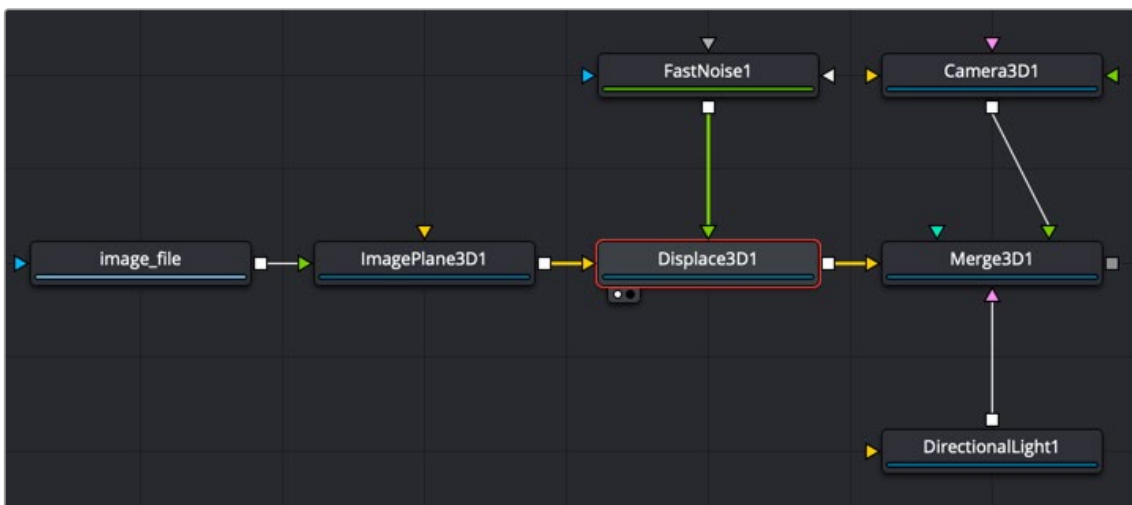 FastNoise1
Camera3D1
image_file
ImagePlane3D1
Displace3D1
Merge3D1
DirectionalLight1